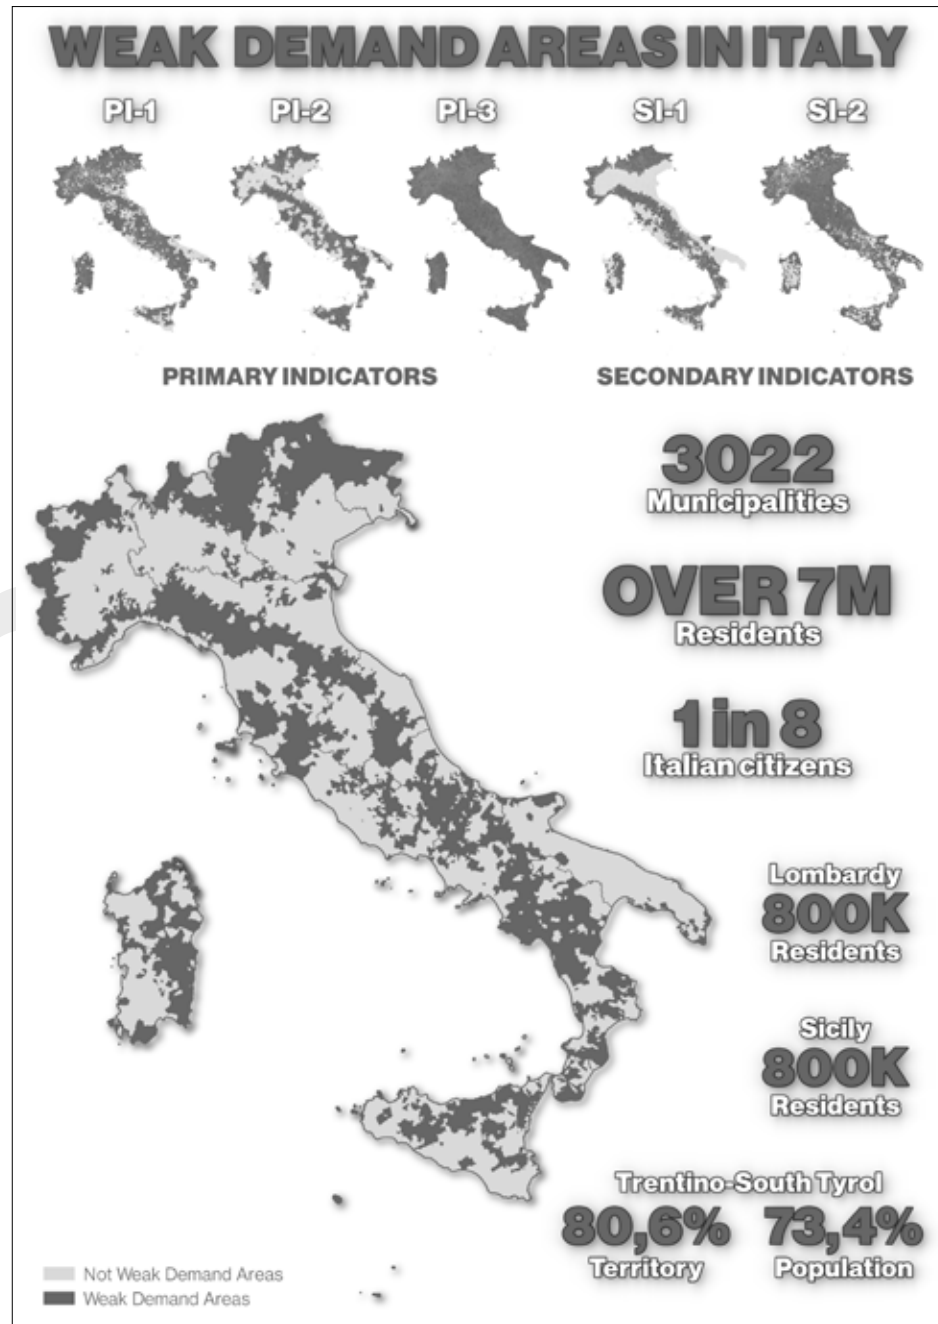 WEAK DEMAND AREAS IN ITALY
PI-1 PI-2 PI-3 SI-1 SI-2
PRIMARY INDICATORS SECONDARY INDICATORS
3022
Municipalities
OVER 7M
Residents
1 in 8
Italian citizens
Lombardy
800K
Residents
Sicily
800K
Residents
Trentino-South Tyrol
80,6% 73,4%
Territory Population
Not Weak Demand Areas
Weak Demand Areas